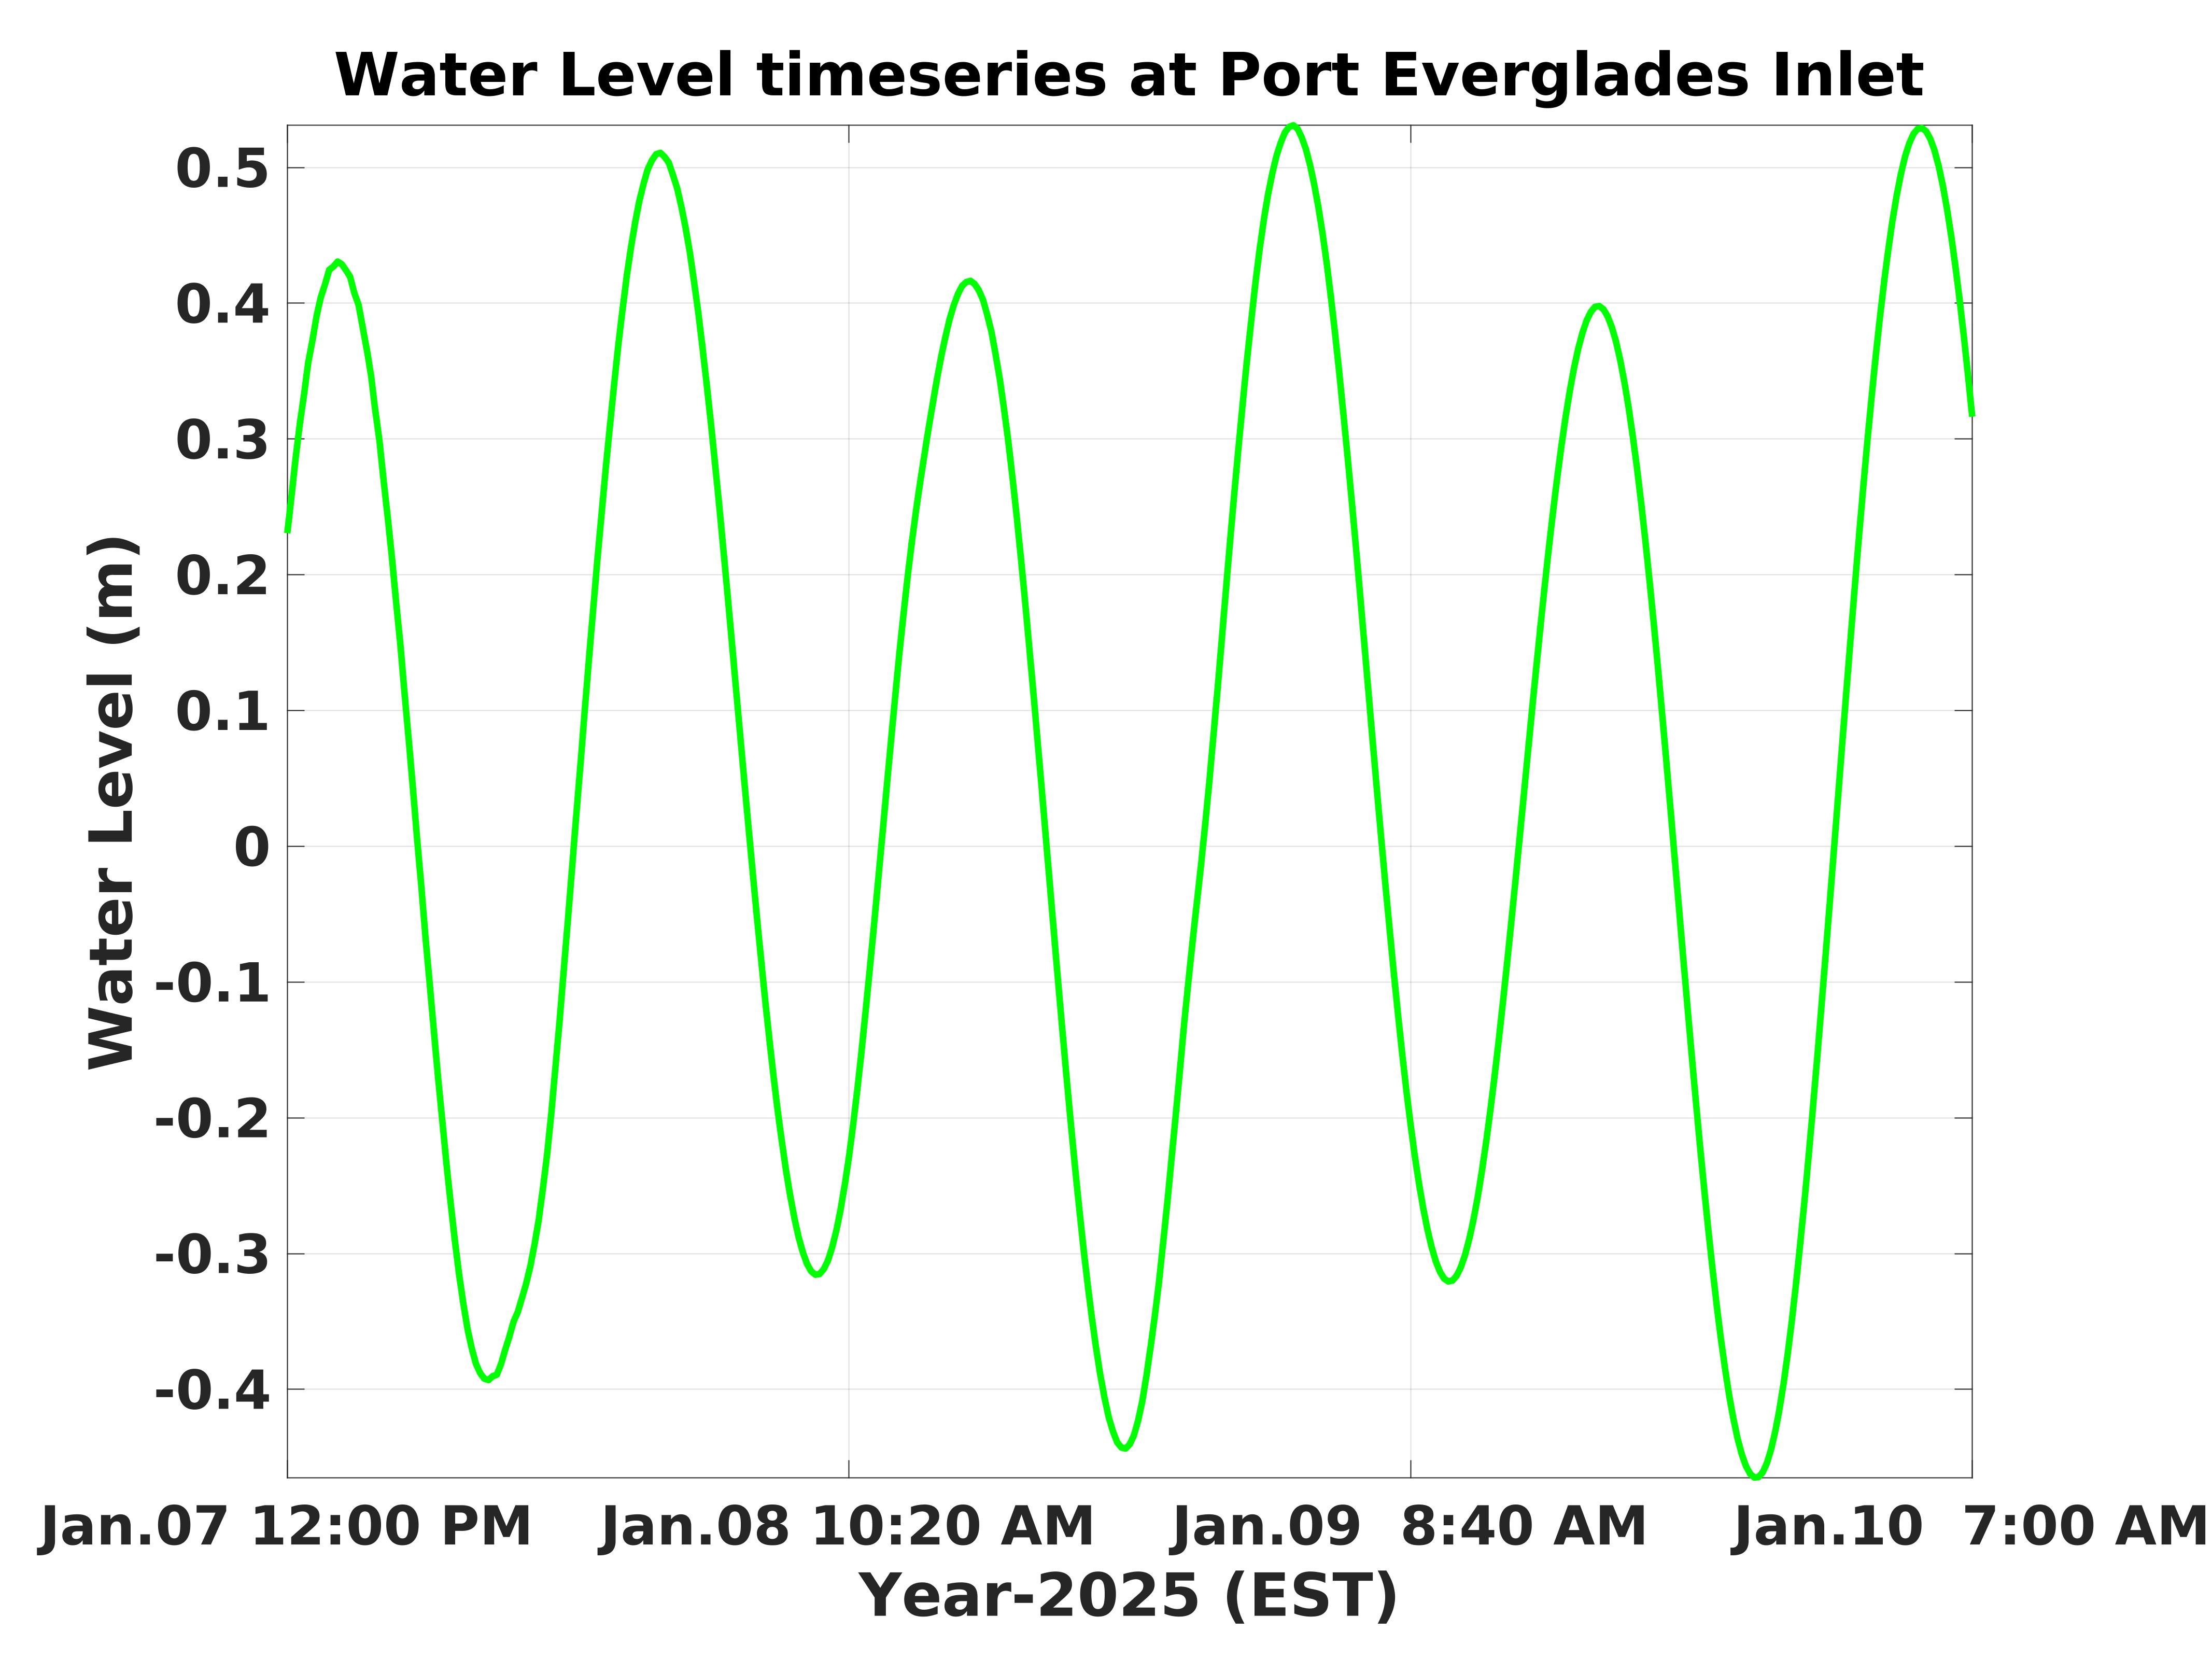 Water Level timeseries at Port Everglades Inlet
0.5
0.4
0.3
0.2
0.1
0
-0.1
-0.2
-0.3
-0.4
Water Level (m)
Jan.07 12:00 PM Jan.08 10:20 AM Jan.09 8:40 AM Jan.10 7:00 AM
Year-2025 (EST)